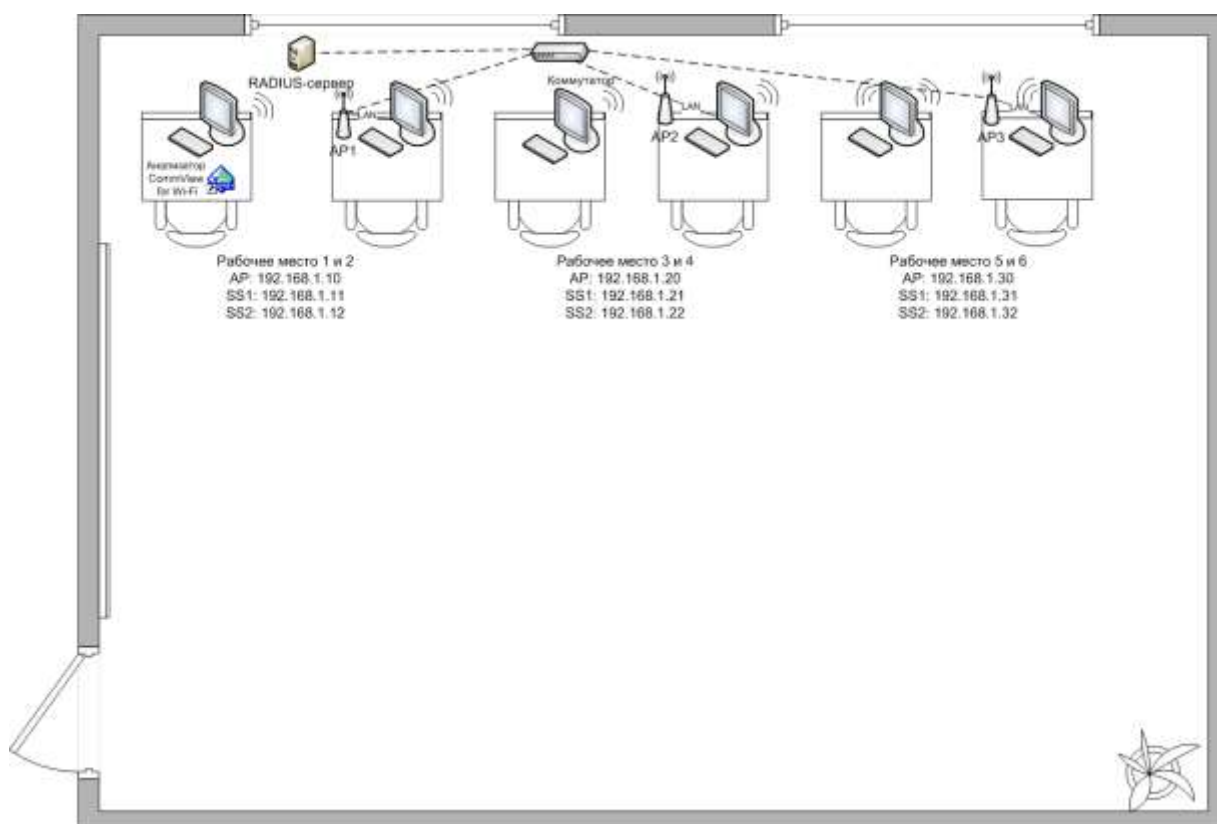 RADIUS-сервер
Коммутатор
LAN
AP1
LAN
AP2
LAN
AP3
Анализатор
CommView
for Wi-Fi
Рабочее место 1 и 2
AP: 192.168.1.10
SS1: 192.168.1.11
SS2: 192.168.1.12
Рабочее место 3 и 4
AP: 192.168.1.20
SS1: 192.168.1.21
SS2: 192.168.1.22
Рабочее место 5 и 6
AP: 192.168.1.30
SS1: 192.168.1.31
SS2: 192.168.1.32